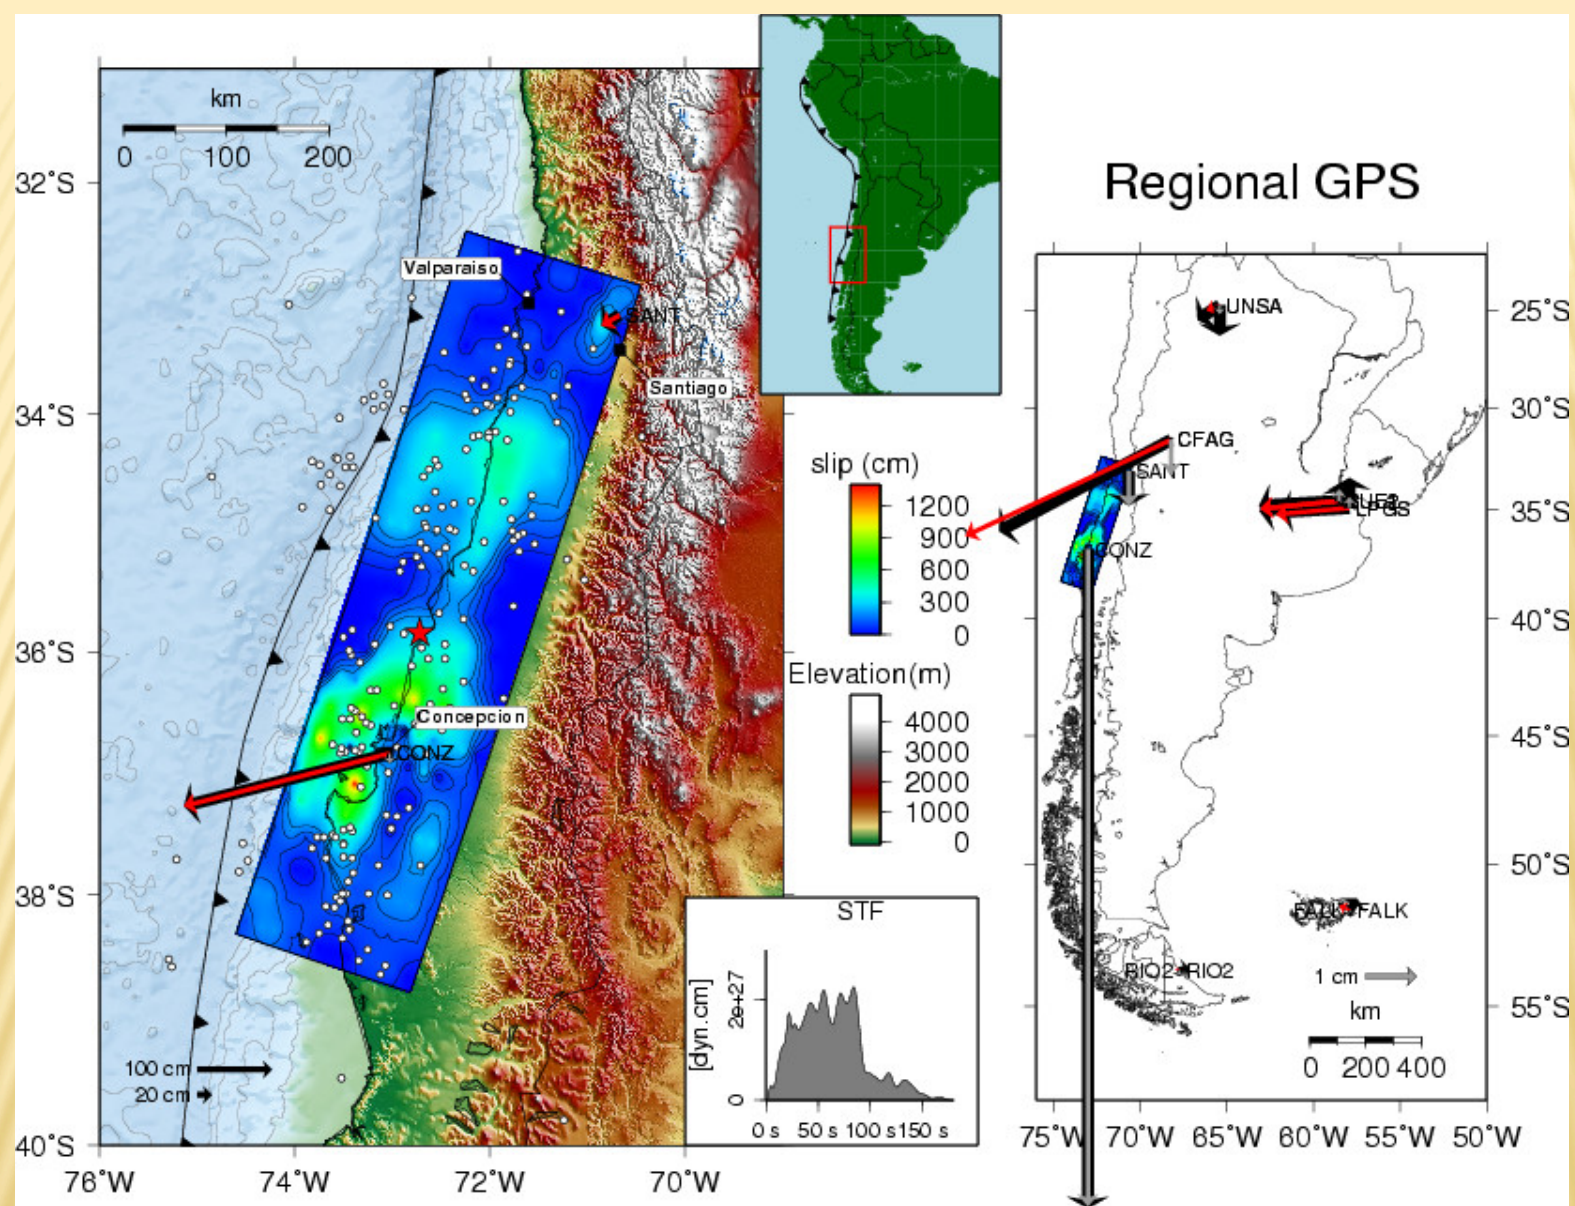 km
0 100 200
32°S
34°S
36°S
38°S
40°S
76°W 74°W 72°W 70°W
Valparaiso
SANT
Santiago
Concepcion
CONZ
100 cm
20 cm
slip (cm)
1200
900
600
300
0
Elevation(m)
4000
3000
2000
1000
0
STF
[dyn.cm]
2e+27
0
0 s 50 s 100 s 150 s
Regional GPS
UNSA
CFAG
SANT
LPGS
CONZ
FALK FALK
RIO2 RIO2
1 cm
km
0 200 400
25°S
30°S
35°S
40°S
45°S
50°S
55°S
75°W 70°W 65°W 60°W 55°W 50°W